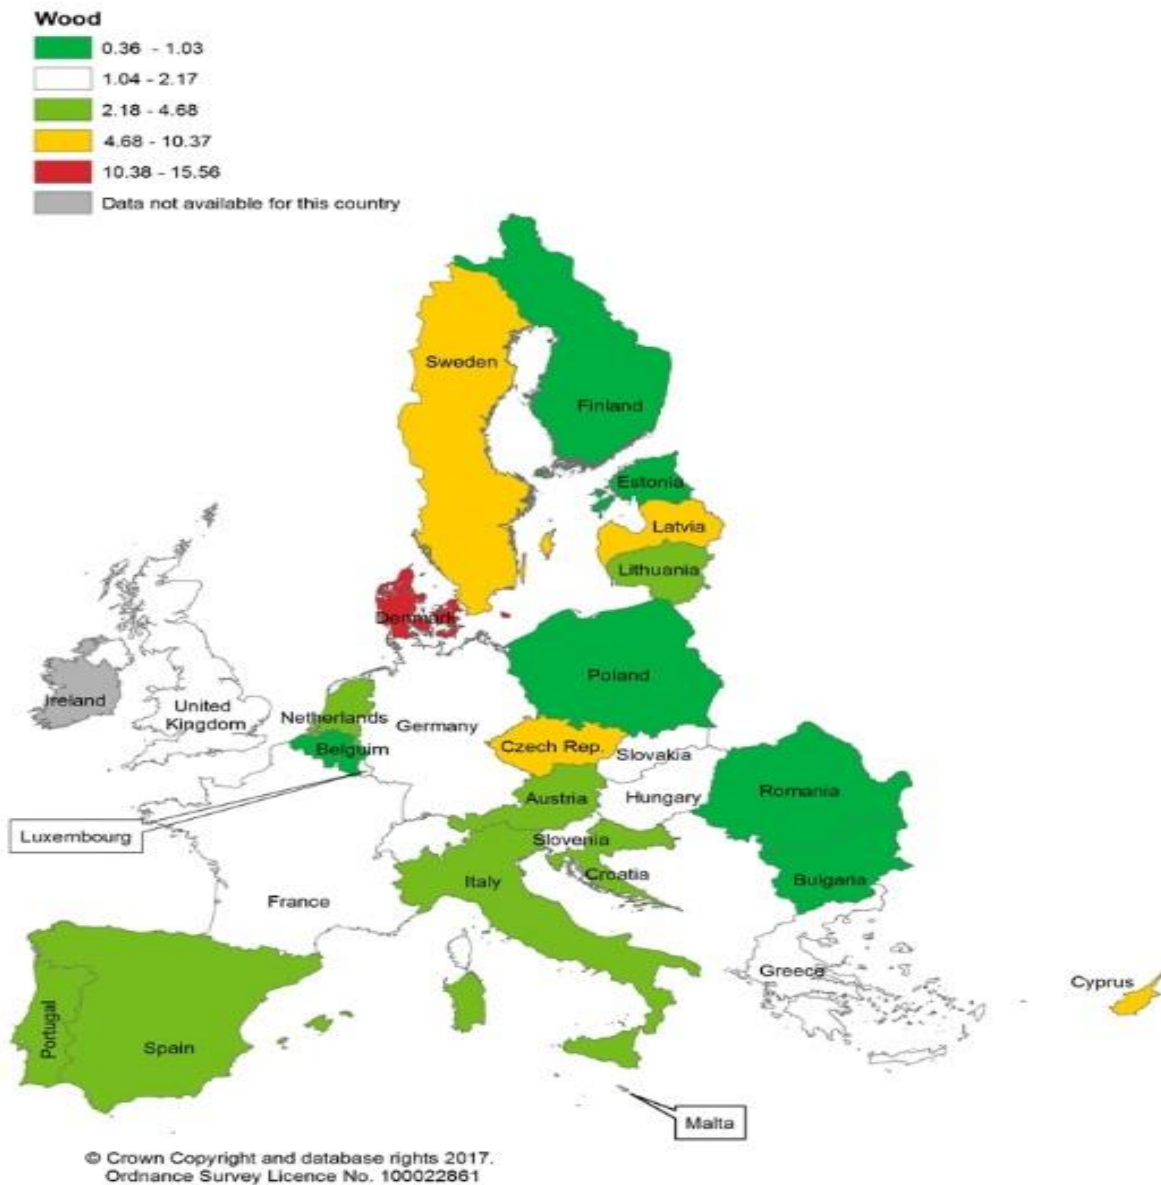 Wood
0.36 - 1.03
1.04 - 2.17
2.18 - 4.68
4.68 - 10.37
10.38 - 15.56
Data not available for this country
Sweden
Finland
Estonia
Latvia
Lithuania
Denmark
Ireland
United
Kingdom
Netherlands
Belguim
Germany
Poland
Czech Rep.
Slovakia
Luxembourg
Austria
Hungary
Romania
Slovenia
Croatia
Italy
Bulgaria
France
Greece
Cyprus
Portugal
Spain
Malta
© Crown Copyright and database rights 2017.
Ordnance Survey Licence No. 100022861